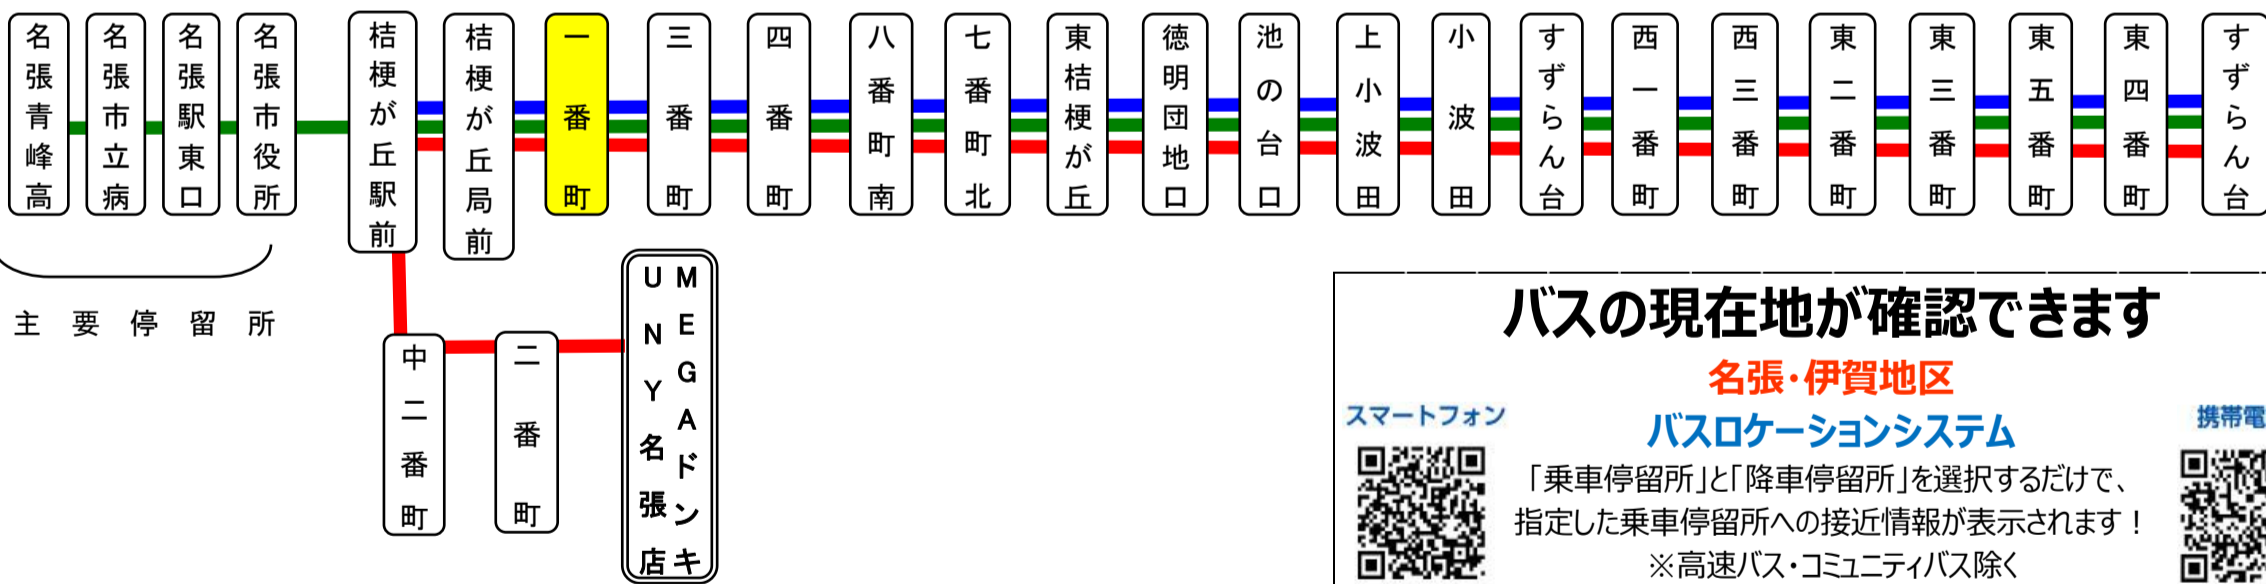 名張青峰高
名張市立病
名張駅東口
名張市役所
桔梗が丘駅前
桔梗が丘局前
一番町
三番町
四番町
八番町南
七番町北
東桔梗が丘
徳明団地口
池の台口
上小波田
小波田
すずらん台
西一番町
西三番町
東二番町
東三番町
東五番町
東四番町
すずらん台
主要停留所
中二番町
二番町
MEGAドンキ
UNY名張店
バスの現在地が確認できます
名張・伊賀地区
スマートフォン
バスロケーションシステム
携帯電
「乗車停留所」と「降車停留所」を選択するだけで、
指定した乗車停留所への接近情報が表示されます!
※高速バス・コミュニティバス除く